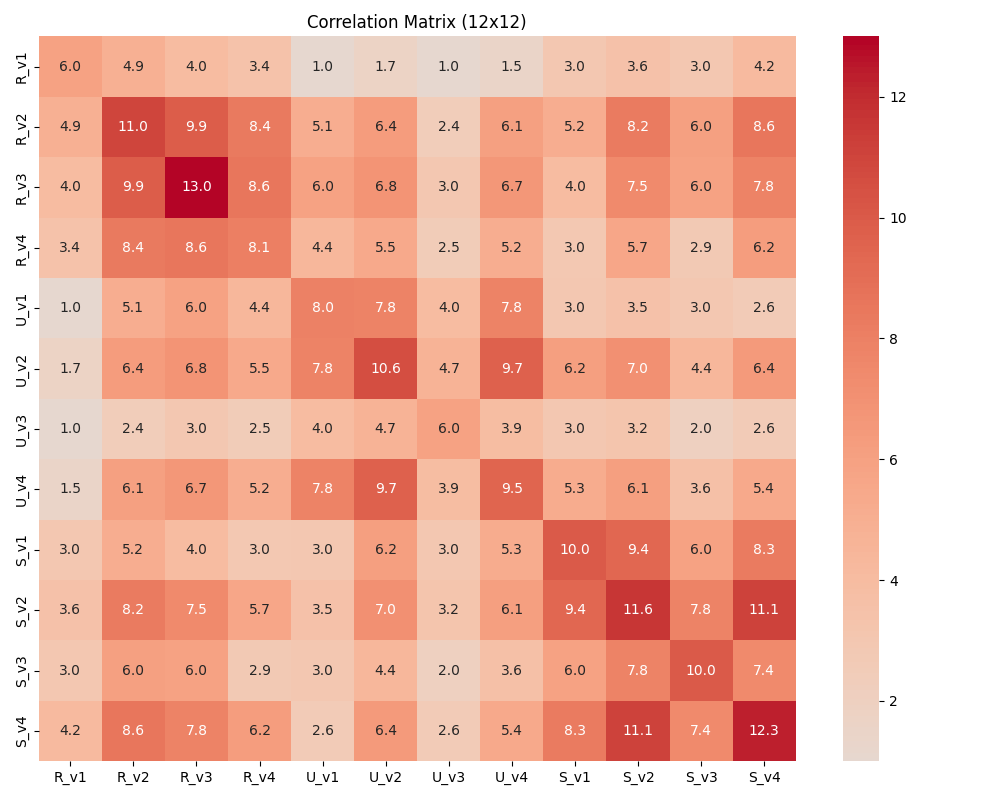 Correlation Matrix (12x12)
R_v1 6.0 4.9 4.0 3.4 1.0 1.7 1.0 1.5 3.0 3.6 3.0 4.2
R_v2 4.9 11.0 9.9 8.4 5.1 6.4 2.4 6.1 5.2 8.2 6.0 8.6
R_v3 4.0 9.9 13.0 8.6 6.0 6.8 3.0 6.7 4.0 7.5 6.0 7.8
R_v4 3.4 8.4 8.6 8.1 4.4 5.5 2.5 5.2 3.0 5.7 2.9 6.2
U_v1 1.0 5.1 6.0 4.4 8.0 7.8 4.0 7.8 3.0 3.5 3.0 2.6
U_v2 1.7 6.4 6.8 5.5 7.8 10.6 4.7 9.7 6.2 7.0 4.4 6.4
U_v3 1.0 2.4 3.0 2.5 4.0 4.7 6.0 3.9 3.0 3.2 2.0 2.6
U_v4 1.5 6.1 6.7 5.2 7.8 9.7 3.9 9.5 5.3 6.1 3.6 5.4
S_v1 3.0 5.2 4.0 3.0 3.0 6.2 3.0 5.3 10.0 9.4 6.0 8.3
S_v2 3.6 8.2 7.5 5.7 3.5 7.0 3.2 6.1 9.4 11.6 7.8 11.1
S_v3 3.0 6.0 6.0 2.9 3.0 4.4 2.0 3.6 6.0 7.8 10.0 7.4
S_v4 4.2 8.6 7.8 6.2 2.6 6.4 2.6 5.4 8.3 11.1 7.4 12.3
R_v1 R_v2 R_v3 R_v4 U_v1 U_v2 U_v3 U_v4 S_v1 S_v2 S_v3 S_v4
12
10
8
6
4
2